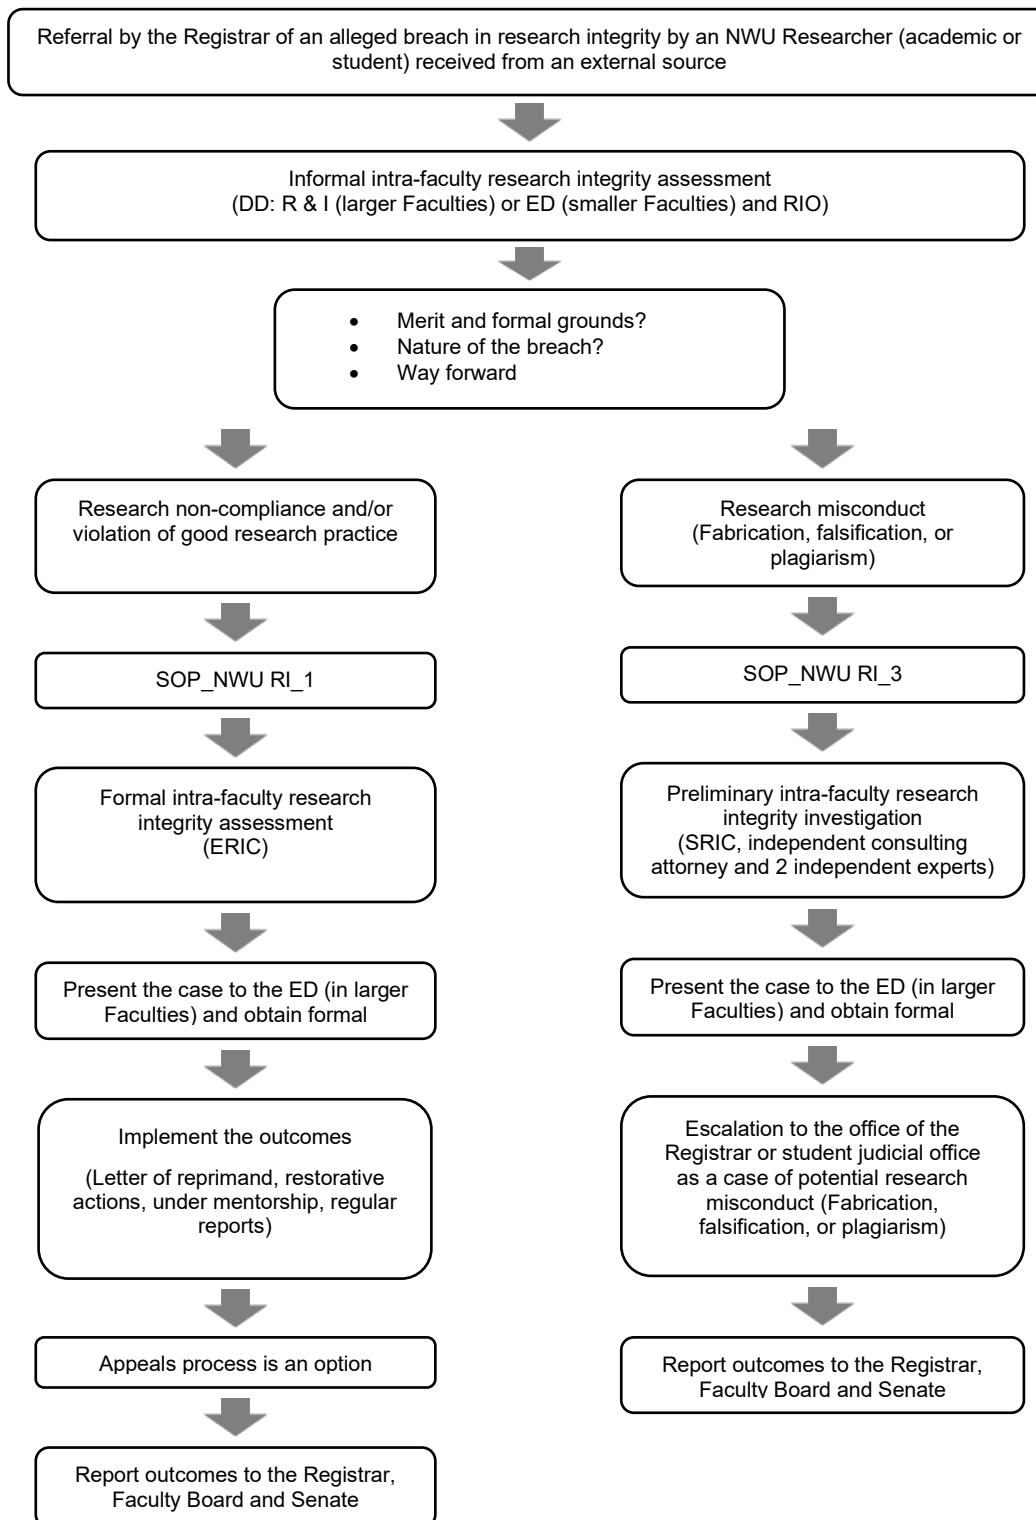 Referral by the Registrar of an alleged breach in research integrity by an NWU Researcher (academic or
student) received from an external source
Informal intra-faculty research integrity assessment
(DD: R & I (larger Faculties) or ED (smaller Faculties) and RIO)
• Merit and formal grounds?
• Nature of the breach?
• Way forward
Research non-compliance and/or
violation of good research practice
SOP_NWU RI_1
Formal intra-faculty research
integrity assessment
(ERIC)
Present the case to the ED (in larger
Faculties) and obtain formal
Implement the outcomes
(Letter of reprimand, restorative
actions, under mentorship, regular
reports)
Appeals process is an option
Report outcomes to the Registrar,
Faculty Board and Senate
Research misconduct
(Fabrication, falsification, or
plagiarism)
SOP_NWU RI_3
Preliminary intra-faculty research
integrity investigation
(SRIC, independent consulting
attorney and 2 independent experts)
Present the case to the ED (in larger
Faculties) and obtain formal
Escalation to the office of the
Registrar or student judicial office
as a case of potential research
misconduct (Fabrication,
falsification, or plagiarism)
Report outcomes to the Registrar,
Faculty Board and Senate